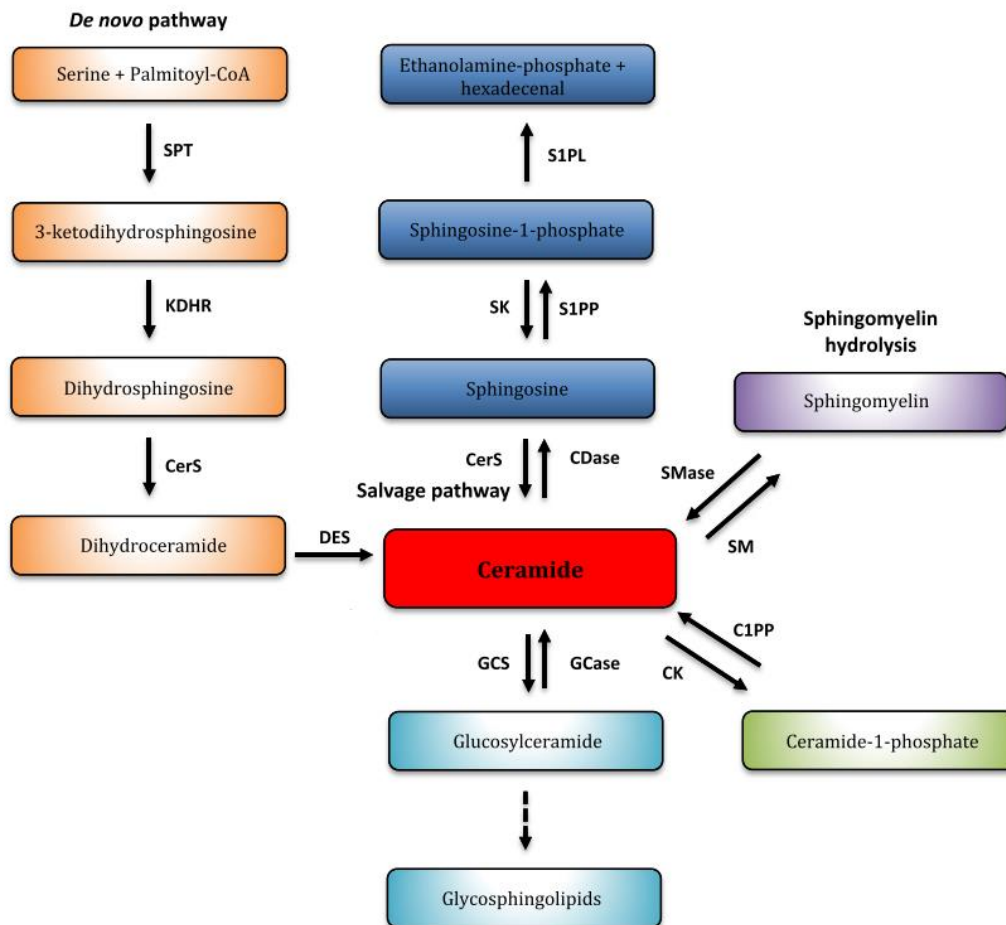 De novo pathway
Serine + Palmitoyl-CoA
SPT
3-ketodihydrosphingosine
KDHR
Dihydrosphingosine
CerS
Dihydroceramide
DES
Ethanolamine-phosphate +
hexadecenal
S1PL
Sphingosine-1-phosphate
SK
S1PP
Sphingosine
CerS
CDase
Salvage pathway
Ceramide
Sphingomyelin
hydrolysis
Sphingomyelin
SMase
SM
C1PP
CK
Ceramide-1-phosphate
GCS
GCase
Glucosylceramide
Glycosphingolipids